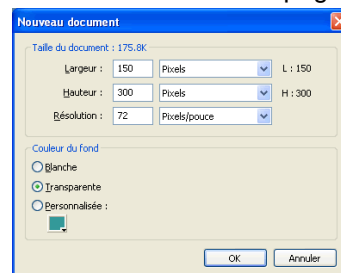 Nouveau document
Taille du document : 175.8K
Largeur : 150 Pixels L : 150
Hauteur : 300 Pixels H : 300
Résolution : 72 Pixels/pouce
Couleur du fond
Blanche
Transparente
Personnalisée :
OK Annuler